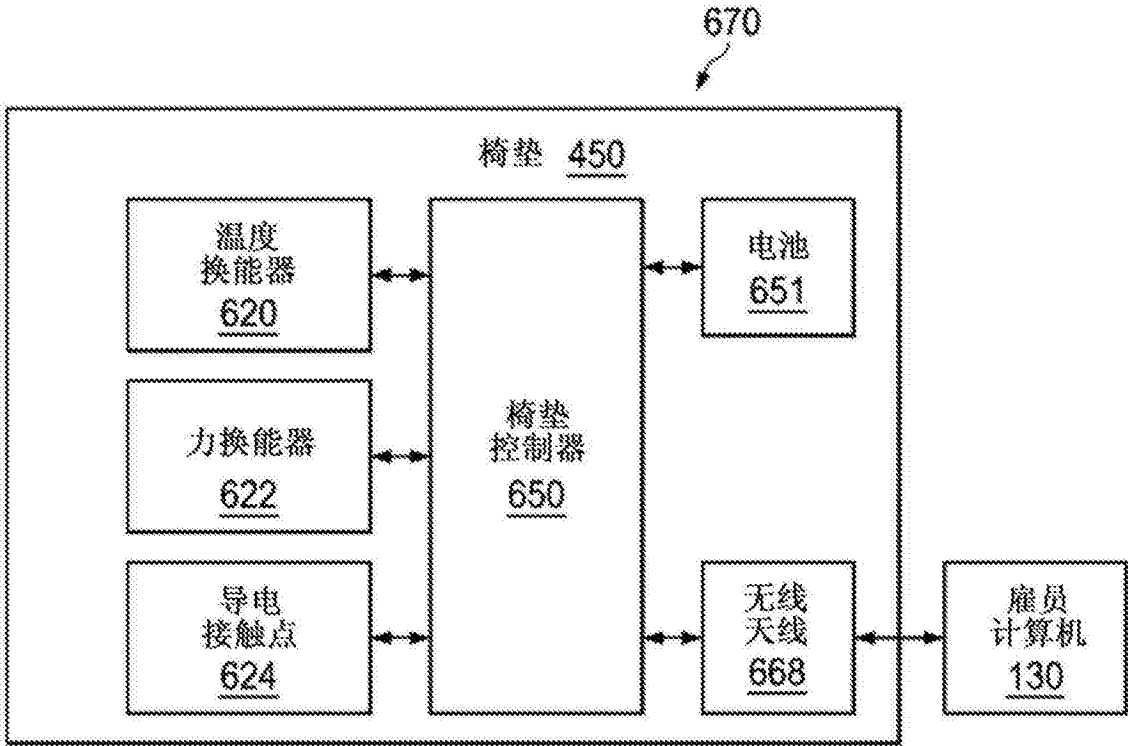 670
椅垫 450
温度
换能器
620
力换能器
622
导电
接触点
624
椅垫
控制器
650
电池
651
无线
天线
668
雇员
计算机
130